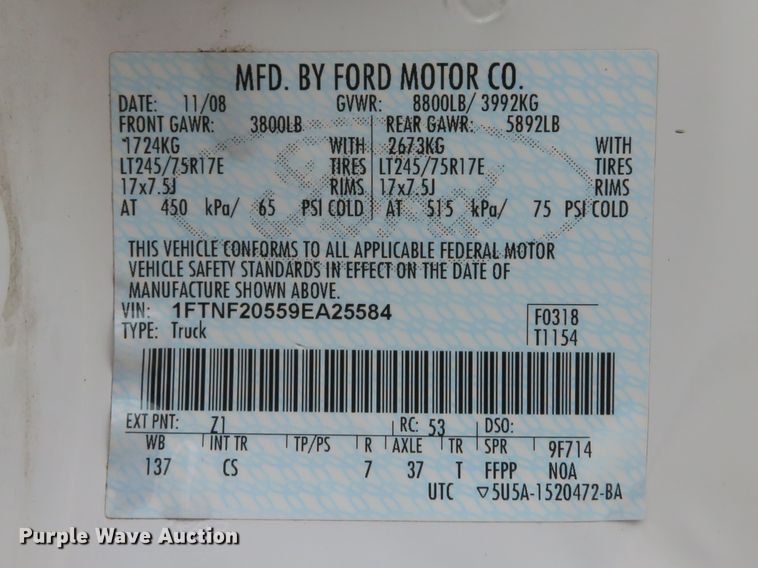 MFD. BY FORD MOTOR CO.
DATE: 11/08 GVWR: 8800LB/ 3992KG
FRONT GAWR: 3800LB REAR GAWR: 5892LB
1724KG WITH 2673KG WITH
LT245/75R17E TIRES LT245/75R17E TIRES
17x7.5J RIMS 17x7.5J RIMS
AT 450 kPa/ 65 PSI COLD AT 515 kPa/ 75 PSI COLD
THIS VEHICLE CONFORMS TO ALL APPLICABLE FEDERAL MOTOR
VEHICLE SAFETY STANDARDS IN EFFECT ON THE DATE OF
MANUFACTURE SHOWN ABOVE.
VIN: 1FTNF20559EA25584 F0318
TYPE: Truck T1154
EXT PNT: Z1 RC: 53 DSO:
WB INT TR TP/PS R AXLE TR SPR 9F714
137 CS 7 37 T FFPP NOA
UTC ▽5U5A-1520472-BA
Purple Wave Auction